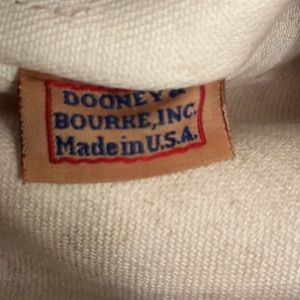 DOONEY &
BOURKE, INC.
Made in U.S.A.